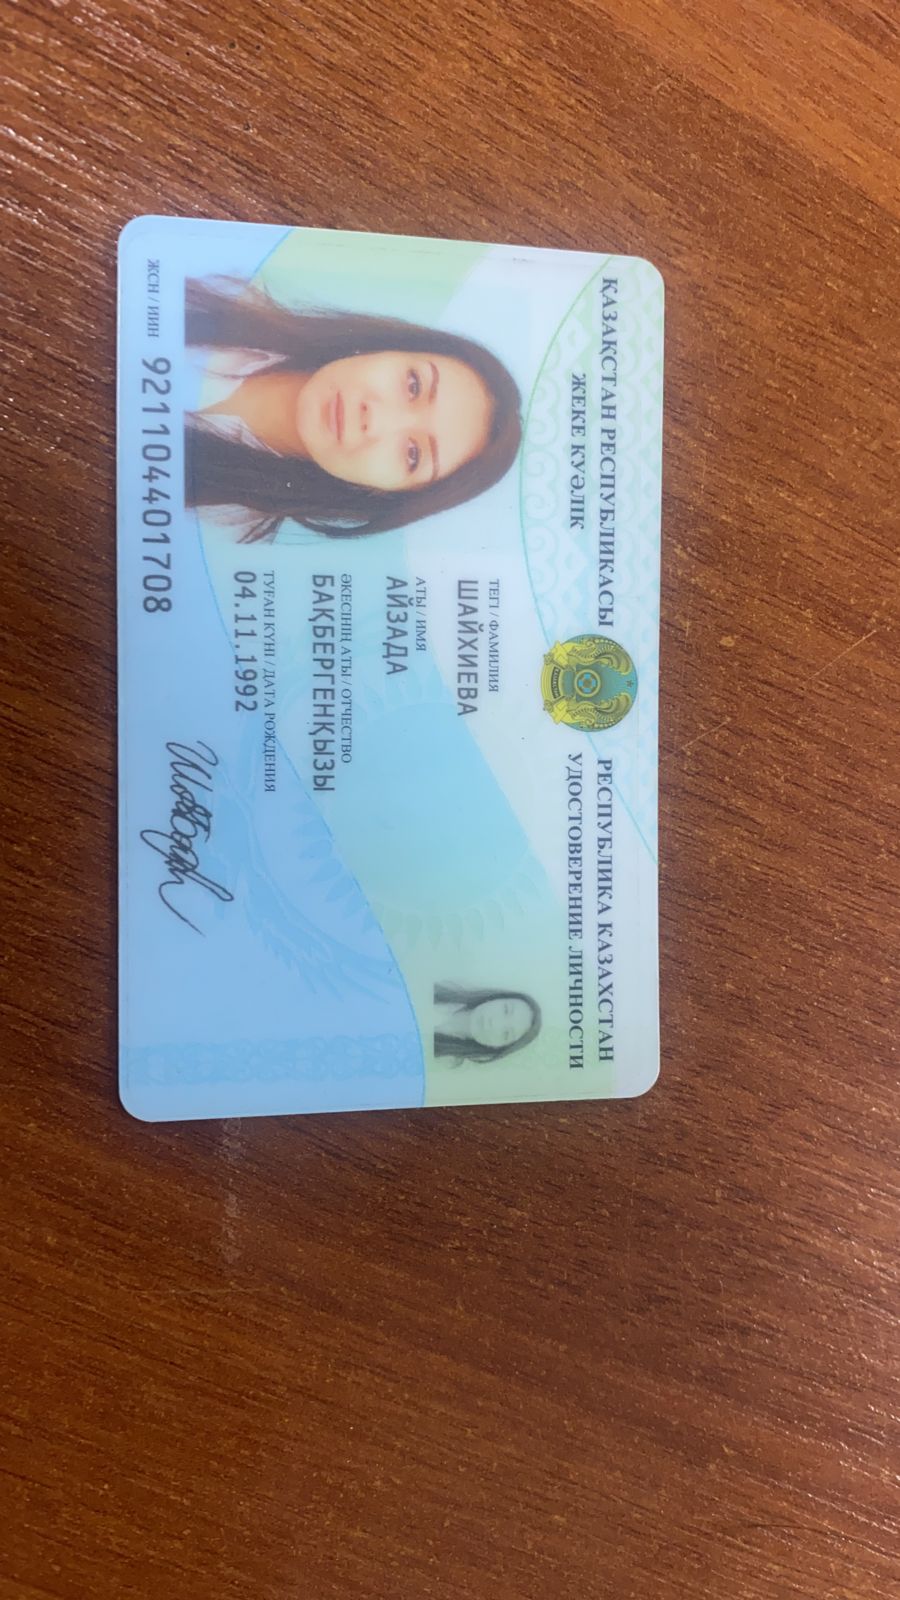 ҚАЗАҚСТАН РЕСПУБЛИКАСЫ
ЖЕКЕ КУӘЛІК
РЕСПУБЛИКА КАЗАХСТАН
УДОСТОВЕРЕНИЕ ЛИЧНОСТИ
ТЕГІ / ФАМИЛИЯ
ШАЙХИЕВА
АТЫ / ИМЯ
АЙЗАДА
ӘКЕСІНІҢ АТЫ / ОТЧЕСТВО
БАҚБЕРГЕНҚЫЗЫ
ТУҒАН КҮНІ / ДАТА РОЖДЕНИЯ
04.11.1992
ЖСН / ИИН 921104401708